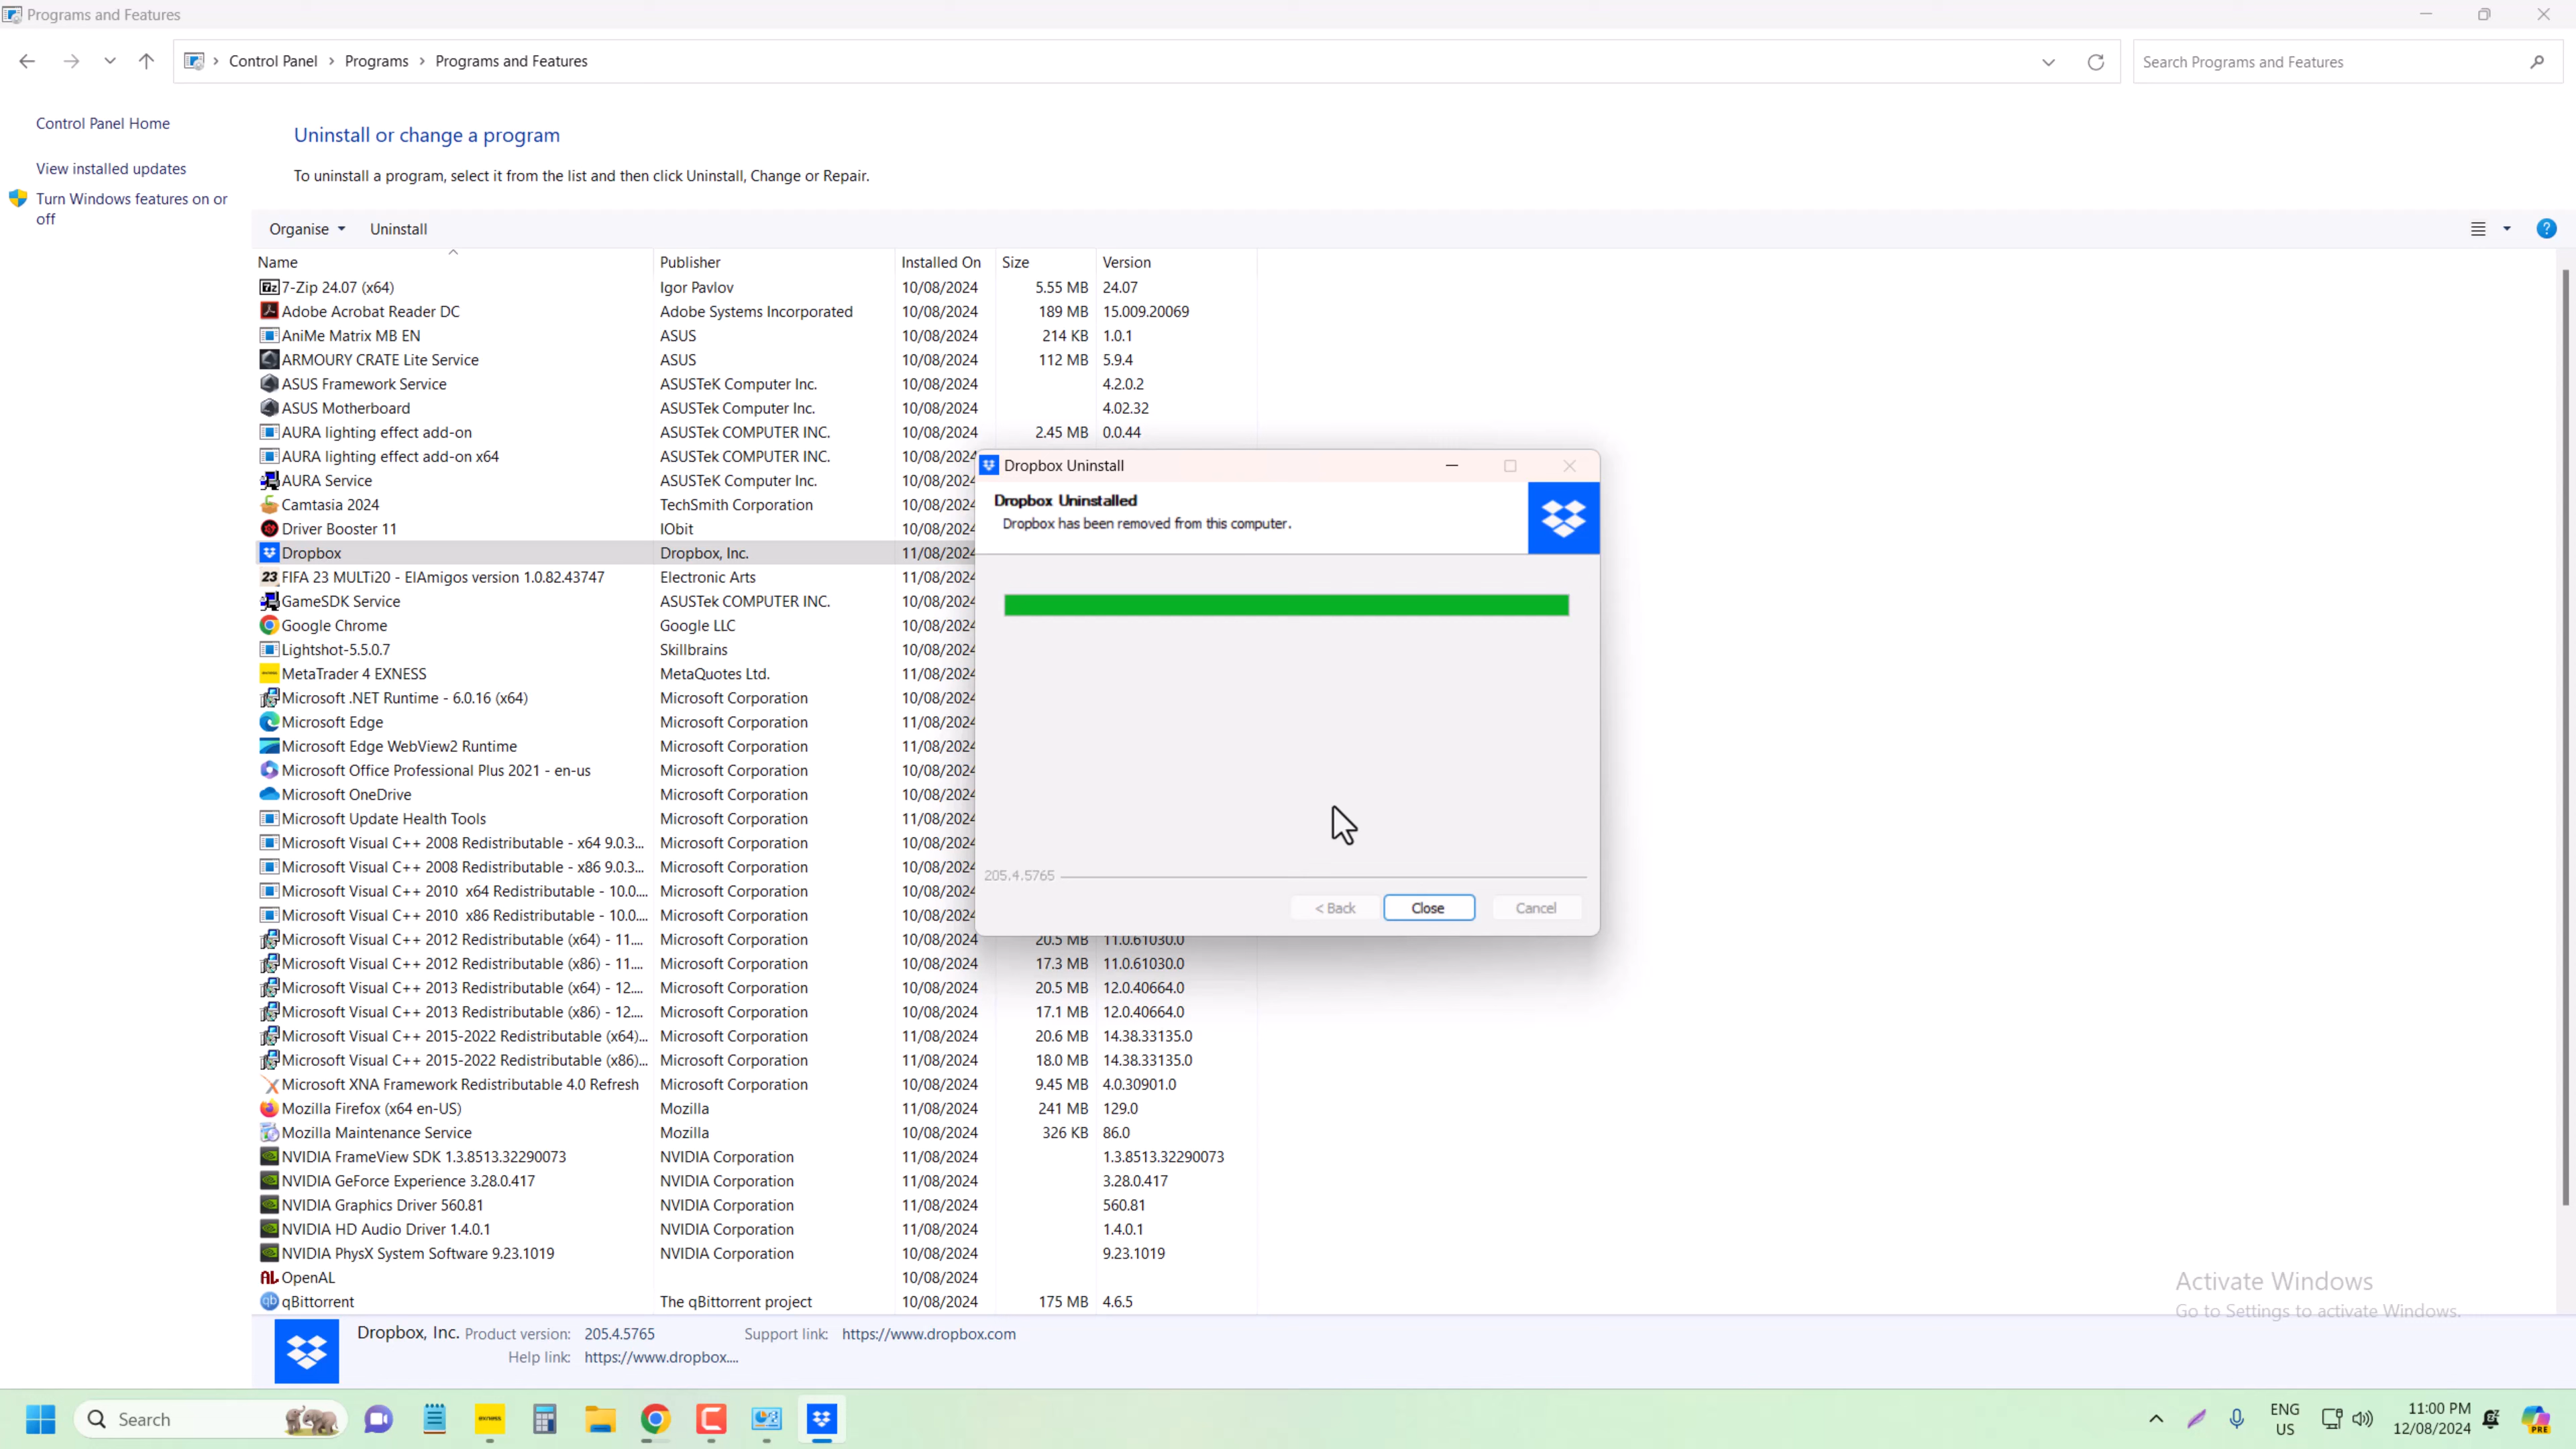 Programs and Features
Control Panel > Programs > Programs and Features
Search Programs and Features
Control Panel Home
View installed updates
Turn Windows features on or
off
Uninstall or change a program
To uninstall a program, select it from the list and then click Uninstall, Change or Repair.
Organise Uninstall
Name Publisher Installed On Size Version
7-Zip 24.07 (x64) Igor Pavlov 10/08/2024 5.55 MB 24.07
Adobe Acrobat Reader DC Adobe Systems Incorporated 10/08/2024 189 MB 15.009.20069
AniMe Matrix MB EN ASUS 10/08/2024 214 KB 1.0.1
ARMOURY CRATE Lite Service ASUS 10/08/2024 112 MB 5.9.4
ASUS Framework Service ASUSTeK Computer Inc. 10/08/2024 4.2.0.2
ASUS Motherboard ASUSTek Computer Inc. 10/08/2024 4.02.32
AURA lighting effect add-on ASUSTek COMPUTER INC. 10/08/2024 2.45 MB 0.0.44
AURA lighting effect add-on x64 ASUSTek COMPUTER INC. 10/08/2024
AURA Service ASUSTeK Computer Inc. 10/08/2024
Camtasia 2024 TechSmith Corporation 10/08/2024
Driver Booster 11 IObit 10/08/2024
Dropbox Dropbox, Inc. 11/08/2024
FIFA 23 MULTi20 - ElAmigos version 1.0.82.43747 Electronic Arts 11/08/2024
GameSDK Service ASUSTek COMPUTER INC. 10/08/2024
Google Chrome Google LLC 10/08/2024
Lightshot-5.5.0.7 Skillbrains 10/08/2024
MetaTrader 4 EXNESS MetaQuotes Ltd. 11/08/2024
Microsoft .NET Runtime - 6.0.16 (x64) Microsoft Corporation 10/08/2024
Microsoft Edge Microsoft Corporation 11/08/2024
Microsoft Edge WebView2 Runtime Microsoft Corporation 11/08/2024
Microsoft Office Professional Plus 2021 - en-us Microsoft Corporation 10/08/2024
Microsoft OneDrive Microsoft Corporation 10/08/2024
Microsoft Update Health Tools Microsoft Corporation 11/08/2024
Microsoft Visual C++ 2008 Redistributable - x64 9.0.3... Microsoft Corporation 10/08/2024
Microsoft Visual C++ 2008 Redistributable - x86 9.0.3... Microsoft Corporation 10/08/2024
Microsoft Visual C++ 2010 x64 Redistributable - 10.0.... Microsoft Corporation 10/08/2024
Microsoft Visual C++ 2010 x86 Redistributable - 10.0.... Microsoft Corporation 10/08/2024
Microsoft Visual C++ 2012 Redistributable (x64) - 11.... Microsoft Corporation 10/08/2024 20.5 MB 11.0.61030.0
Microsoft Visual C++ 2012 Redistributable (x86) - 11.... Microsoft Corporation 10/08/2024 17.3 MB 11.0.61030.0
Microsoft Visual C++ 2013 Redistributable (x64) - 12.... Microsoft Corporation 10/08/2024 20.5 MB 12.0.40664.0
Microsoft Visual C++ 2013 Redistributable (x86) - 12.... Microsoft Corporation 10/08/2024 17.1 MB 12.0.40664.0
Microsoft Visual C++ 2015-2022 Redistributable (x64)... Microsoft Corporation 11/08/2024 20.6 MB 14.38.33135.0
Microsoft Visual C++ 2015-2022 Redistributable (x86)... Microsoft Corporation 11/08/2024 18.0 MB 14.38.33135.0
Microsoft XNA Framework Redistributable 4.0 Refresh Microsoft Corporation 10/08/2024 9.45 MB 4.0.30901.0
Mozilla Firefox (x64 en-US) Mozilla 11/08/2024 241 MB 129.0
Mozilla Maintenance Service Mozilla 10/08/2024 326 KB 86.0
NVIDIA FrameView SDK 1.3.8513.32290073 NVIDIA Corporation 11/08/2024 1.3.8513.32290073
NVIDIA GeForce Experience 3.28.0.417 NVIDIA Corporation 11/08/2024 3.28.0.417
NVIDIA Graphics Driver 560.81 NVIDIA Corporation 11/08/2024 560.81
NVIDIA HD Audio Driver 1.4.0.1 NVIDIA Corporation 11/08/2024 1.4.0.1
NVIDIA PhysX System Software 9.23.1019 NVIDIA Corporation 10/08/2024 9.23.1019
OpenAL 10/08/2024
qBittorrent The qBittorrent project 10/08/2024 175 MB 4.6.5
Dropbox Uninstall
Dropbox Uninstalled
Dropbox has been removed from this computer.
205.4.5765
< Back Close Cancel
Activate Windows
Go to Settings to activate Windows.
Dropbox, Inc. Product version: 205.4.5765 Support link: https://www.dropbox.com
Help link: https://www.dropbox....
Search
ENG
US
11:00 PM
12/08/2024